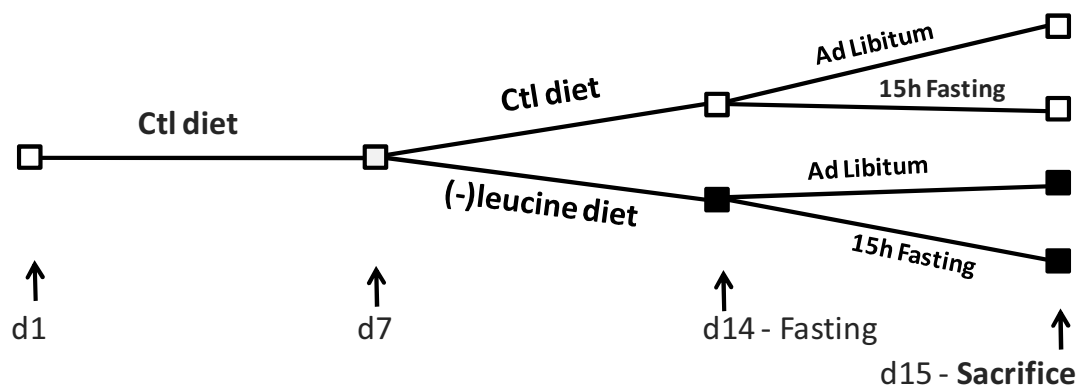 Ad Libitum
Ctl diet
15h Fasting
Ctl diet
(-)leucine diet
Ad Libitum
15h Fasting
d1
d7
d14 - Fasting
d15 - Sacrifice